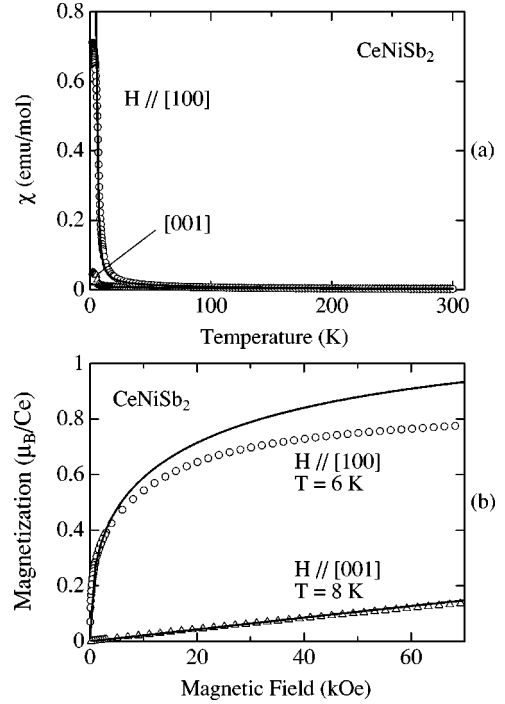 0.8
CeNiSb2
0.6
H // [100]
χ (emu/mol)
0.4
(a)
0.2
[001]
0
0 100 200 300
Temperature (K)
1
CeNiSb2
0.8
Magnetization (μB/Ce)
0.6
H // [100]
T = 6 K
0.4
(b)
H // [001]
T = 8 K
0.2
0
0 20 40 60
Magnetic Field (kOe)